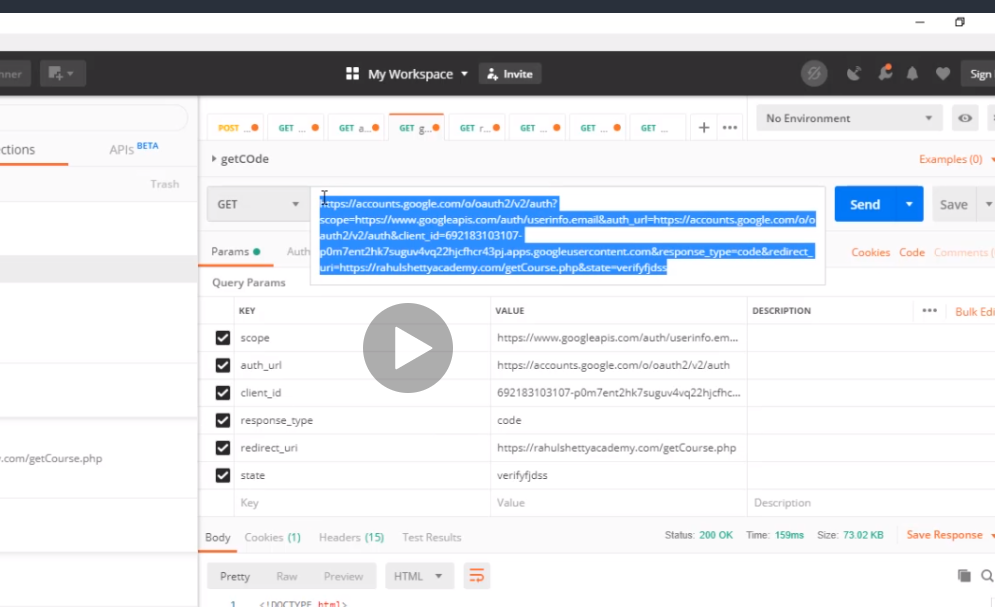 nner
My Workspace
Invite
Sign
POST ...
GET ...
GET a...
GET g...
GET r...
GET ...
GET ...
GET ...
No Environment
ctions
APIs BETA
getCOde
Examples (0)
Trash
GET
https://accounts.google.com/o/oauth2/v2/auth?
scope=https://www.googleapis.com/auth/userinfo.email&auth_url=https://accounts.google.com/o/o
auth2/v2/auth&client_id=692183103107-
p0m7ent2hk7suguv4vq22hjcfhcr43pj.apps.googleusercontent.com&response_type=code&redirect_
uri=https://rahulshettyacademy.com/getCourse.php&state=verifyfjdss
Send
Save
Params
Auth
Cookies
Code
Comments (
Query Params
KEY
VALUE
DESCRIPTION
Bulk Edi
scope
https://www.googleapis.com/auth/userinfo.em...
auth_url
https://accounts.google.com/o/oauth2/v2/auth
client_id
692183103107-p0m7ent2hk7suguv4vq22hjcfhc...
response_type
code
redirect_uri
https://rahulshettyacademy.com/getCourse.php
.com/getCourse.php
state
verifyfjdss
Key
Value
Description
Body
Cookies (1)
Headers (15)
Test Results
Status: 200 OK
Time: 159ms
Size: 73.02 KB
Save Response
Pretty
Raw
Preview
HTML
1 <!DOCTYPE html>